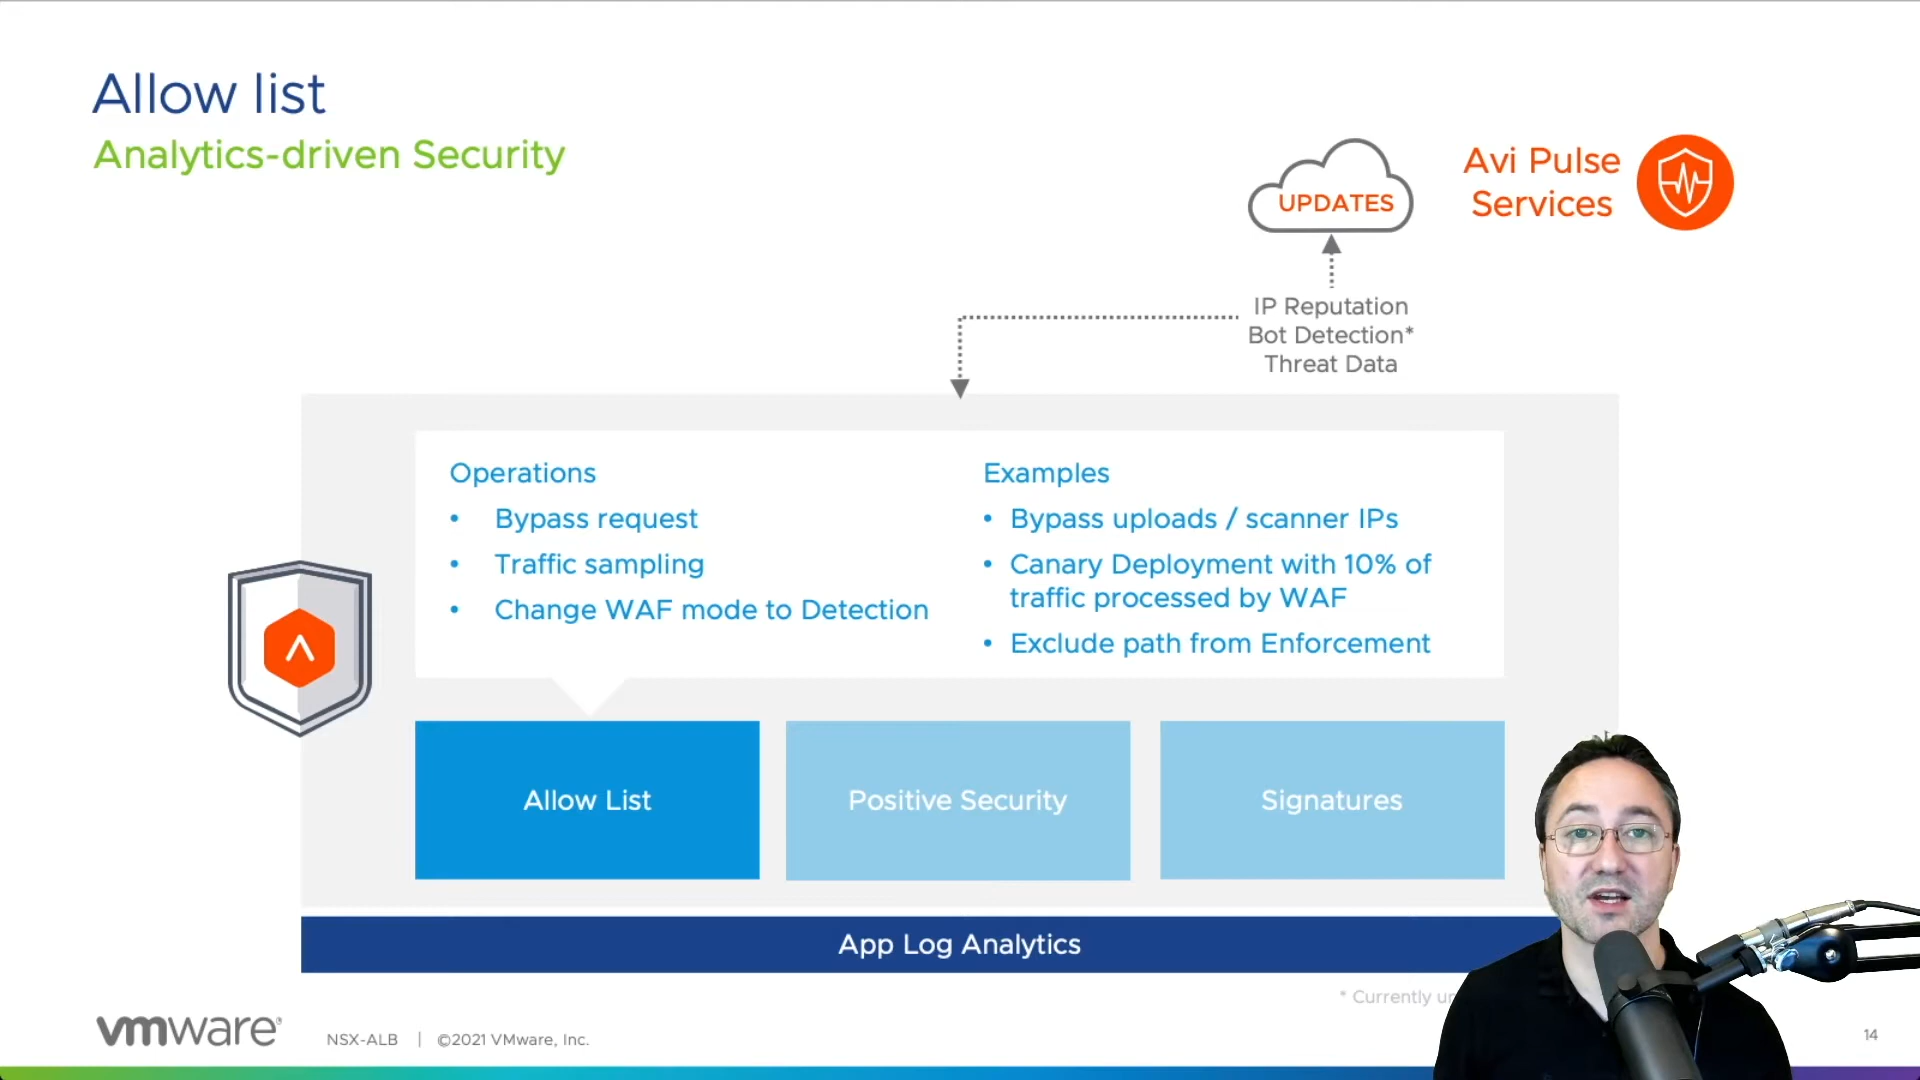 Allow list
Analytics-driven Security
UPDATES
Avi Pulse
Services
IP Reputation
Bot Detection*
Threat Data
Operations
• Bypass request
• Traffic sampling
• Change WAF mode to Detection
Examples
• Bypass uploads / scanner IPs
• Canary Deployment with 10% of
traffic processed by WAF
• Exclude path from Enforcement
Allow List
Positive Security
Signatures
App Log Analytics
* Currently
vmware®
NSX-ALB | ©2021 VMware, Inc.
14